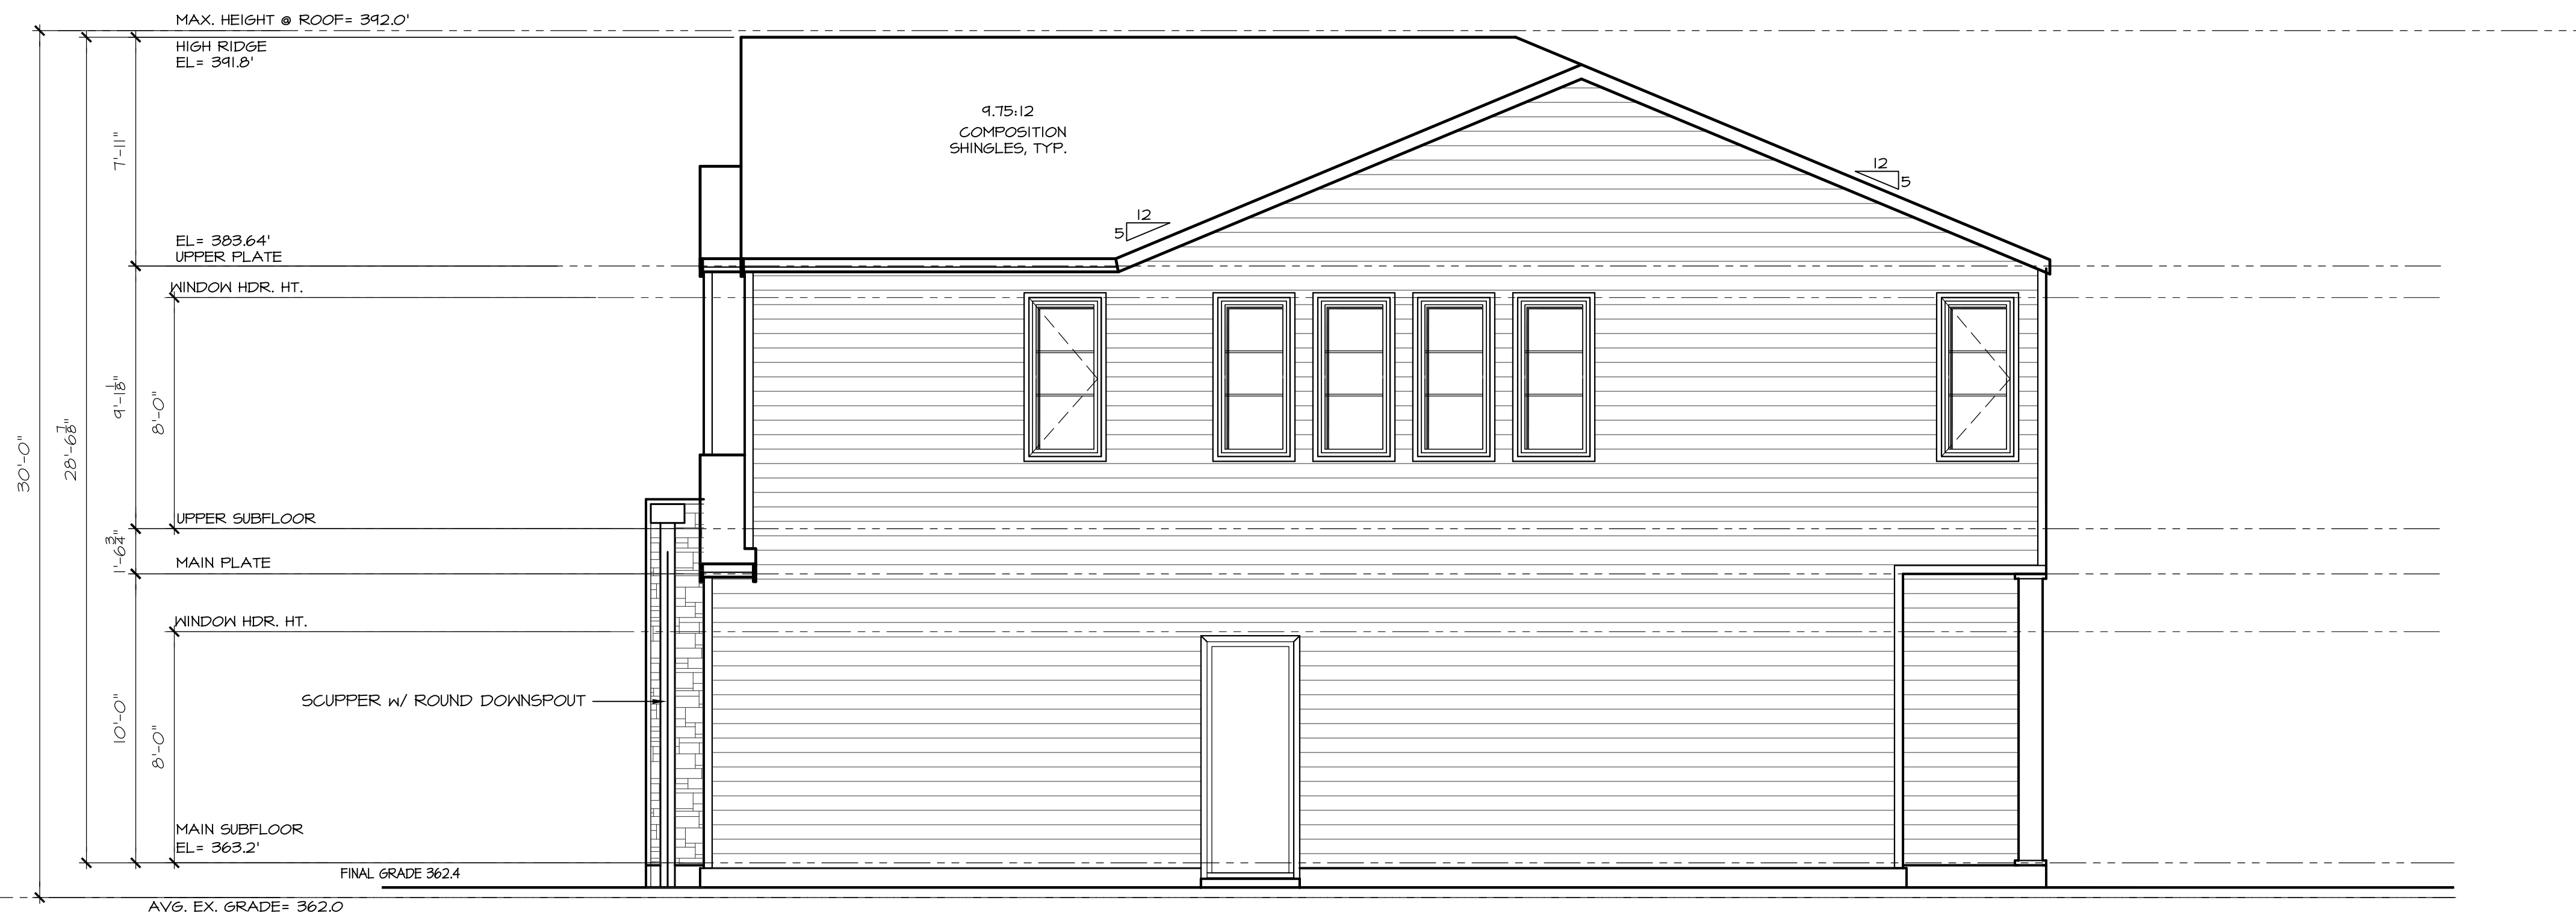 MAX. HEIGHT @ ROOF= 392.0'
HIGH RIDGE
EL= 391.8'
9.75:12
COMPOSITION
SHINGLES, TYP.
7'-11"
12
5
12
5
EL= 383.64'
UPPER PLATE
WINDOW HDR. HT.
9'-1 1/8"
8'-0"
28'-6 7/8"
30'-0"
UPPER SUBFLOOR
1'-6 3/4"
MAIN PLATE
WINDOW HDR. HT.
SCUPPER W/ ROUND DOWNSPOUT
10'-0"
8'-0"
MAIN SUBFLOOR
EL= 363.2'
FINAL GRADE 362.4
AVG. EX. GRADE= 362.0